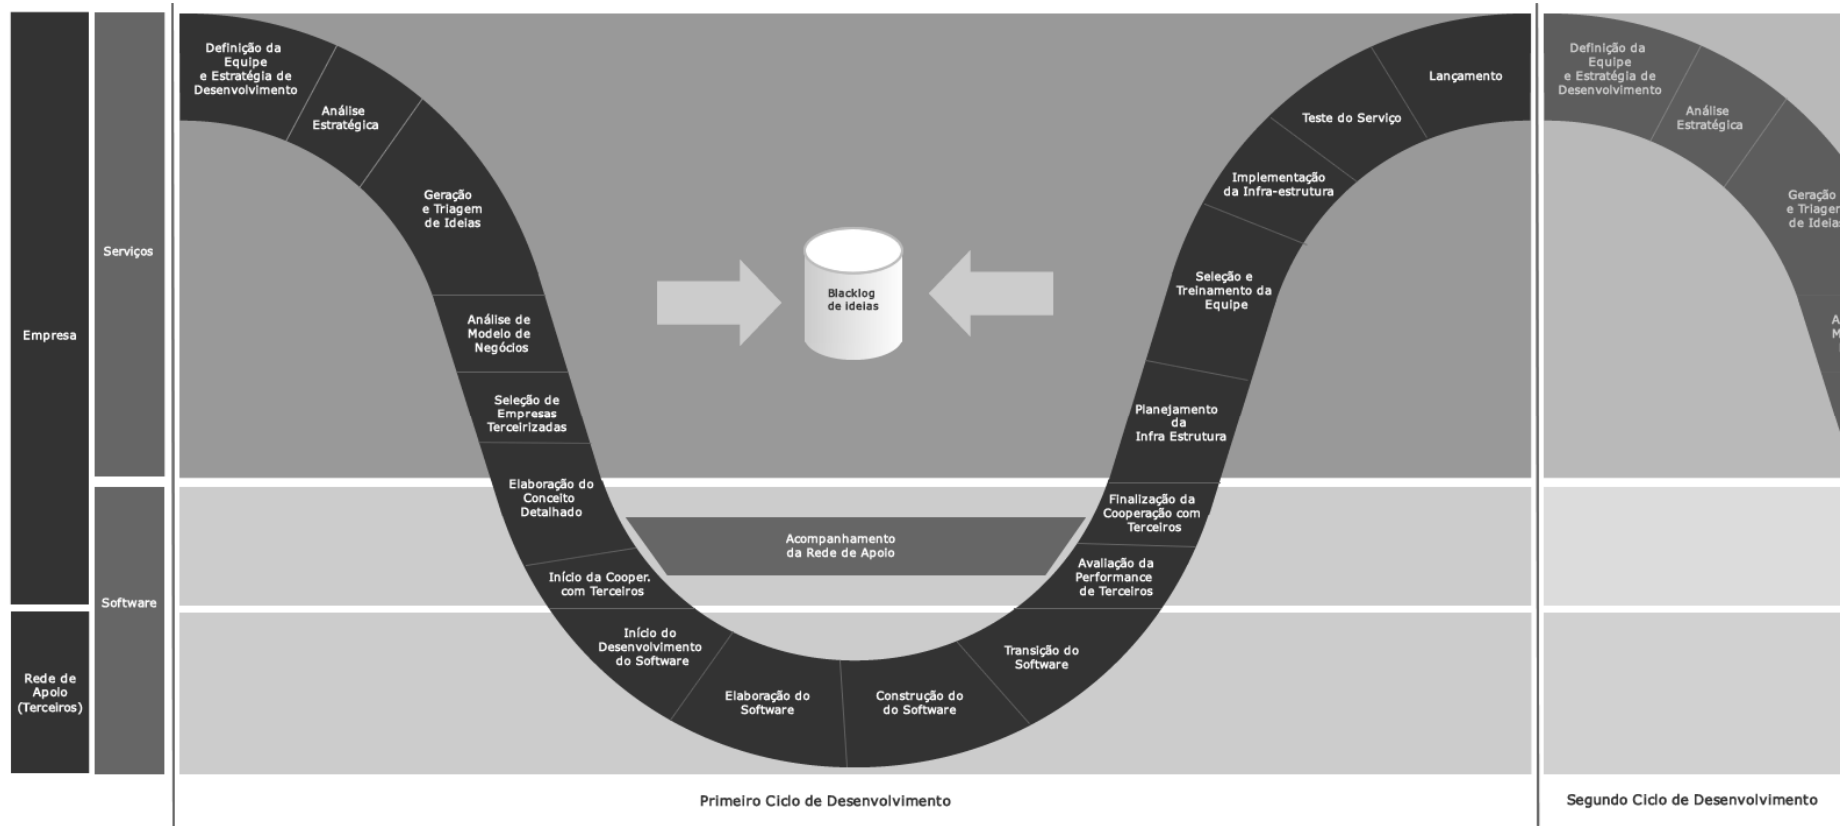 Empresa
Rede de
Apoio
(Terceiros)
Serviços
Software
Definição da
Equipe
e Estratégia de
Desenvolvimento
Análise
Estratégica
Geração
e Triagem
de Ideias
Análise de
Modelo de
Negócios
Seleção de
Empresas
Terceirizadas
Elaboração do
Conceito
Detalhado
Início da Cooper.
com Terceiros
Início do
Desenvolvimento
do Software
Elaboração do
Software
Construção do
do Software
Transição do
Software
Avaliação da
Performance
de Terceiros
Finalização da
Cooperação com
Terceiros
Planejamento
da
Infra Estrutura
Seleção e
Treinamento da
Equipe
Implementação
da Infra-estrutura
Teste do Serviço
Lançamento
Blacklog
de ideias
Acompanhamento
da Rede de Apoio
Primeiro Ciclo de Desenvolvimento
Definição da
Equipe
e Estratégia de
Desenvolvimento
Análise
Estratégica
Geração
e
de
Segundo Ciclo de Desenvolvimento